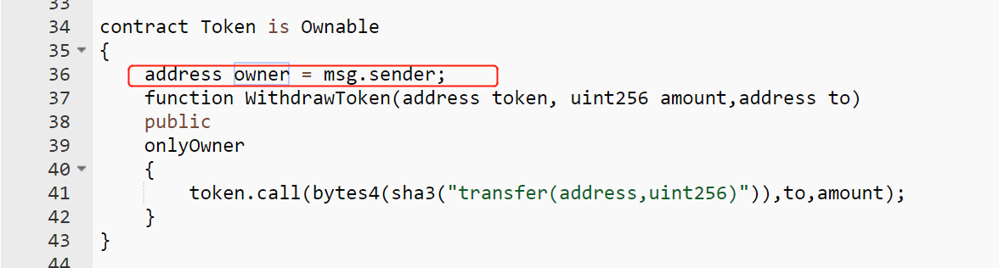 33
34 contract Token is Ownable
35 {
36 address owner = msg.sender;
37 function WithdrawToken(address token, uint256 amount,address to)
38 public
39 onlyOwner
40 {
41 token.call(bytes4(sha3("transfer(address,uint256)")),to,amount);
42 }
43 }
44